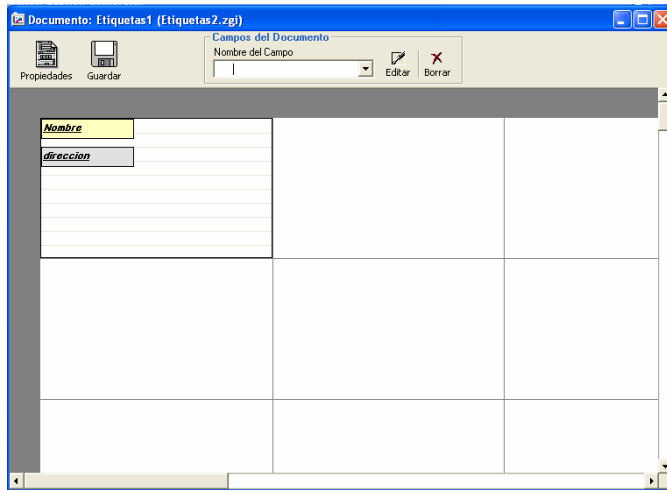 Documento: Etiquetas1 (Etiquetas2.zgi)
Campos del Documento
Nombre del Campo
Propiedades Guardar Editar Borrar
Nombre
direccion